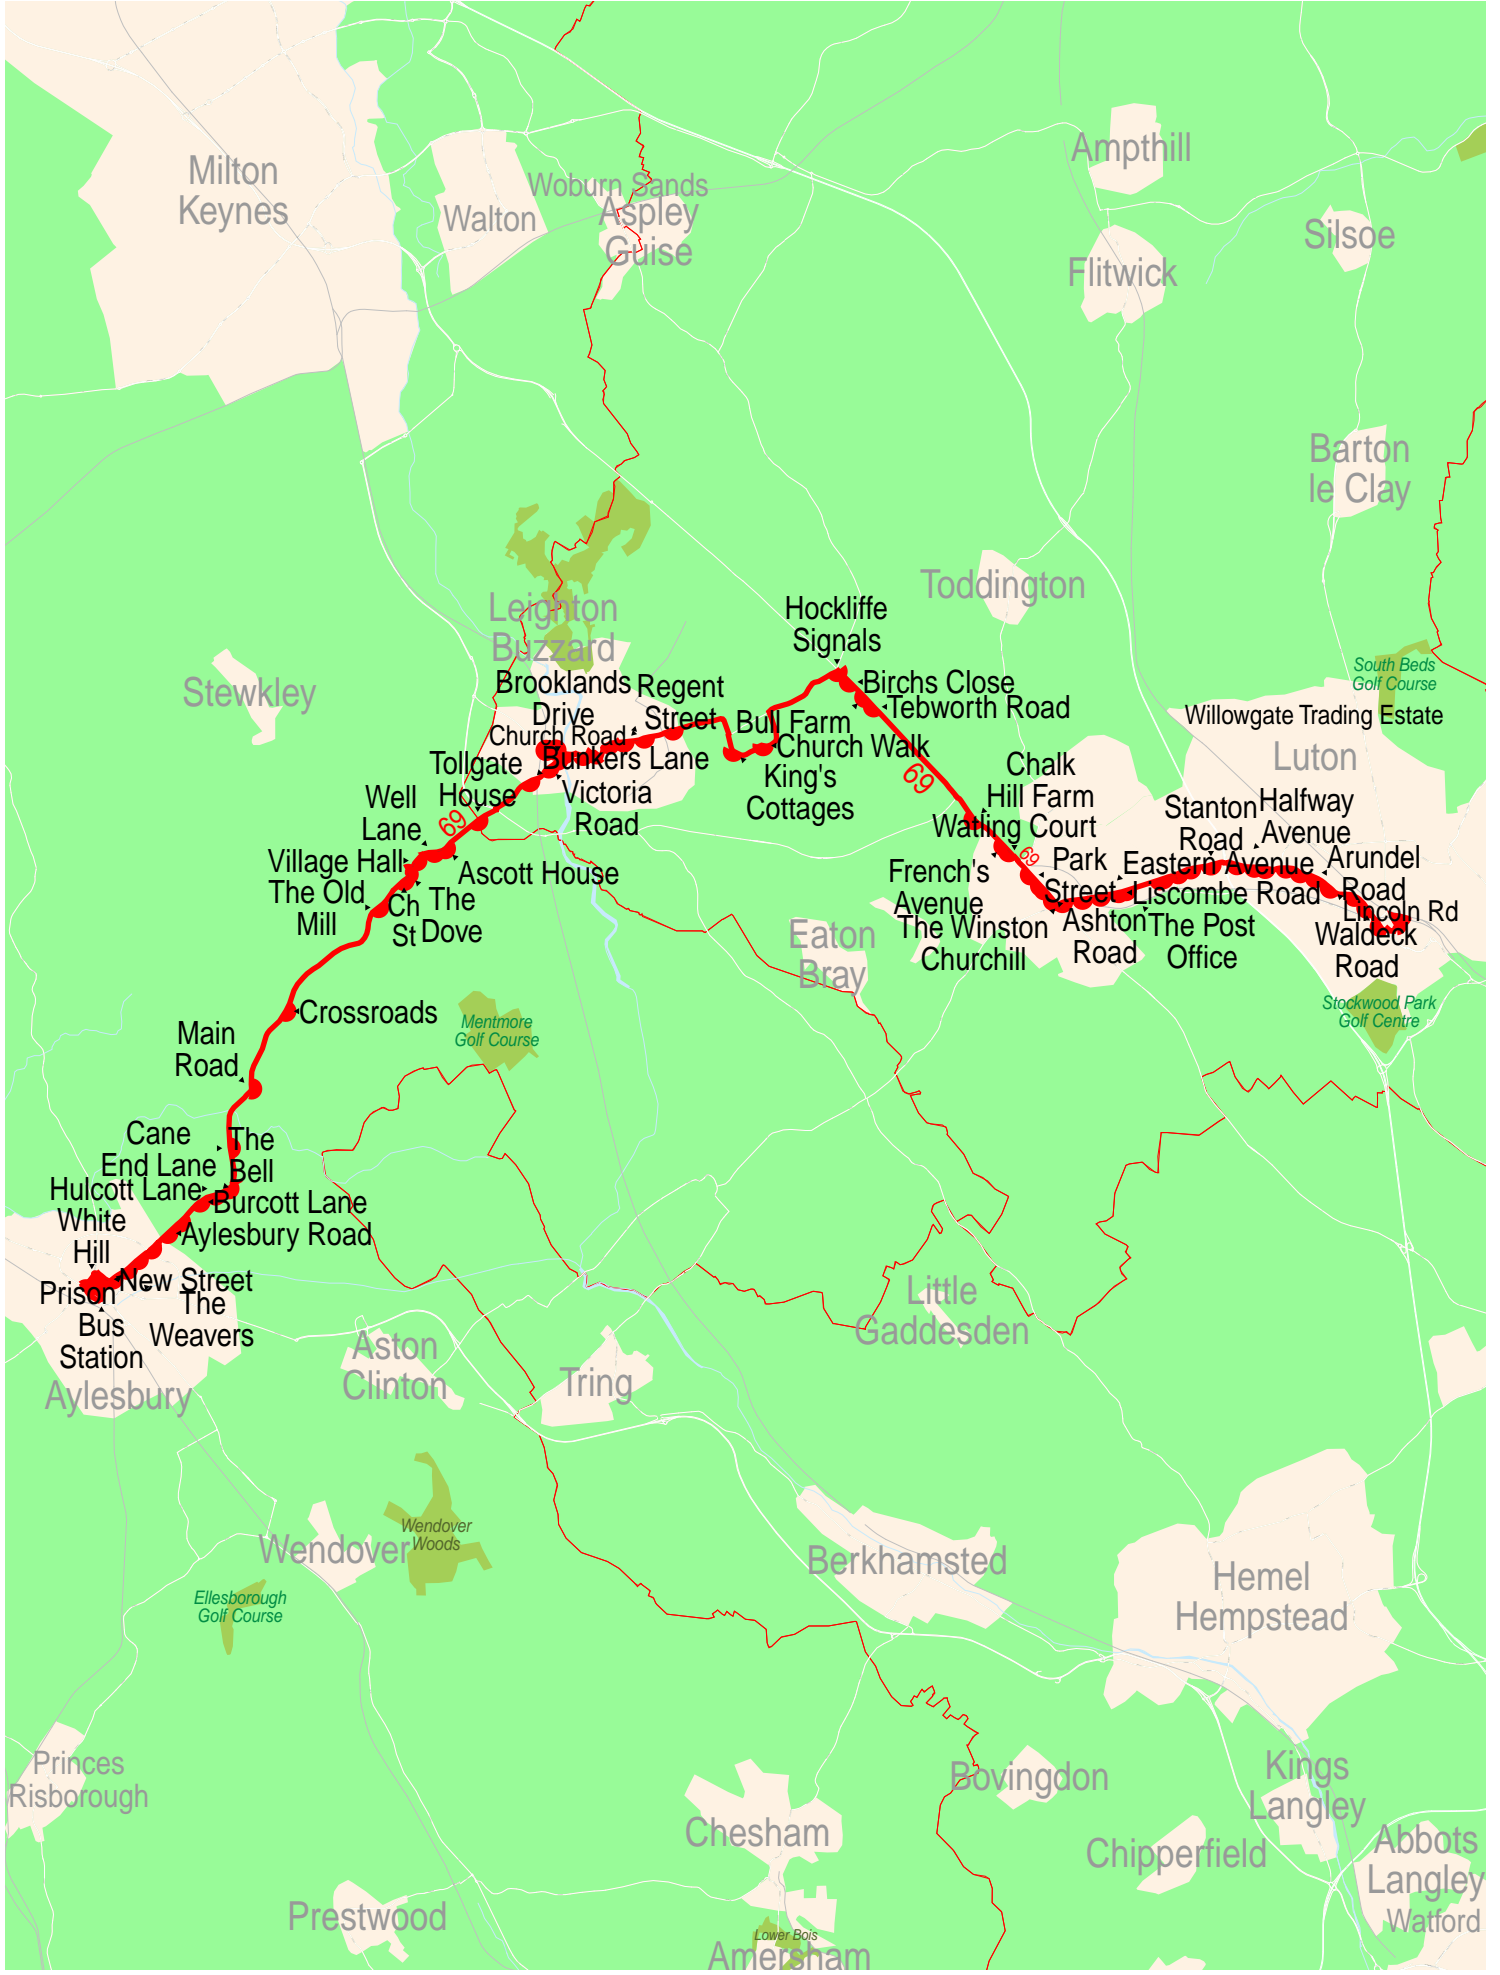 Milton
Keynes
Walton
Woburn Sands
Aspley
Guise
Ampthill
Flitwick
Silsoe
Barton
le Clay
Toddington
Leighton
Buzzard
Stewkley
Hockliffe
Signals
Birchs Close
Tebworth Road
South Beds
Golf Course
Willowgate Trading Estate
Luton
Brooklands
Drive
Regent
Street
Church Road
Bunkers Lane
Bull Farm
Church Walk
King's
Cottages
Tollgate
House
Victoria
Road
69
Well
Lane
69
Village Hall
Ascott House
The Old
Mill
Ch
St
The
Dove
Chalk
Hill Farm
Watling Court
69
Park
Street
French's
Avenue
The Winston
Churchill
Stanton
Road
Halfway
Avenue
Eastern Avenue
Liscombe Road
Ashton
Road
The Post
Office
Arundel
Road
Lincoln Rd
Waldeck
Road
Eaton
Bray
Stockwood Park
Golf Centre
Crossroads
Mentmore
Golf Course
Main
Road
Cane
End Lane
The
Bell
Hulcott Lane
Burcott Lane
White
Hill
Aylesbury Road
Prison
New Street
The
Weavers
Bus
Station
Aylesbury
Aston
Clinton
Tring
Little
Gaddesden
Wendover
Wendover
Woods
Ellesborough
Golf Course
Berkhamsted
Hemel
Hempstead
Princes
Risborough
Chesham
Bovingdon
Kings
Langley
Chipperfield
Abbots
Langley
Watford
Prestwood
Lower Bois
Amersham